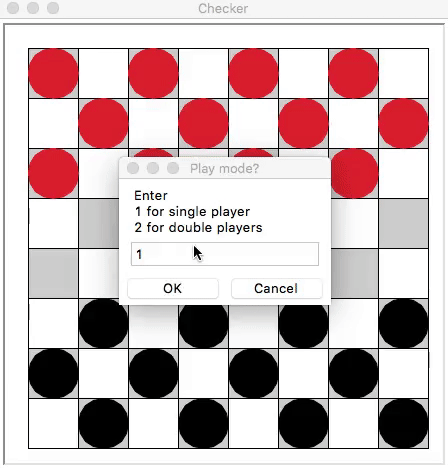 Checker
Play mode?
Enter
1 for single player
2 for double players
1
OK
Cancel